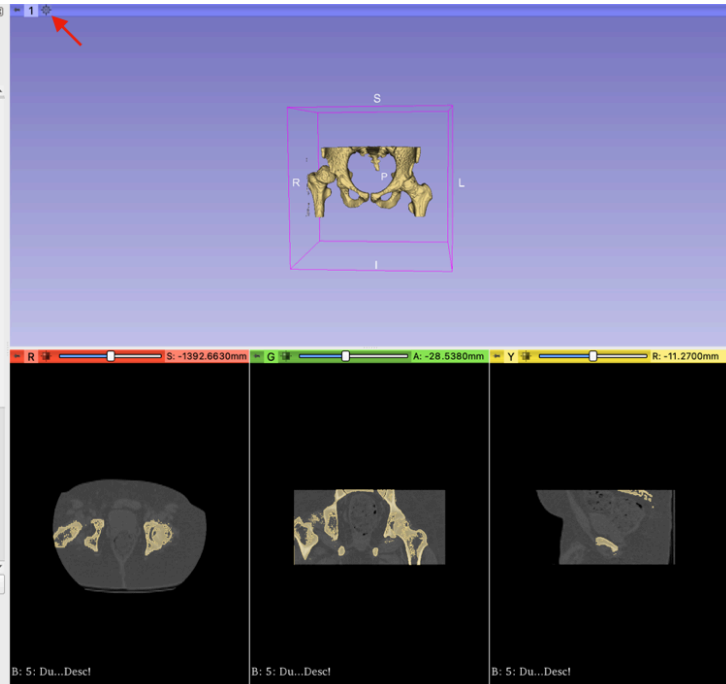 1
S
R
P
L
I
R S: -1392.6630mm
G A: -28.5380mm
Y R: -11.2700mm
B: 5: Du...Desc!
B: 5: Du...Desc!
B: 5: Du...Desc!